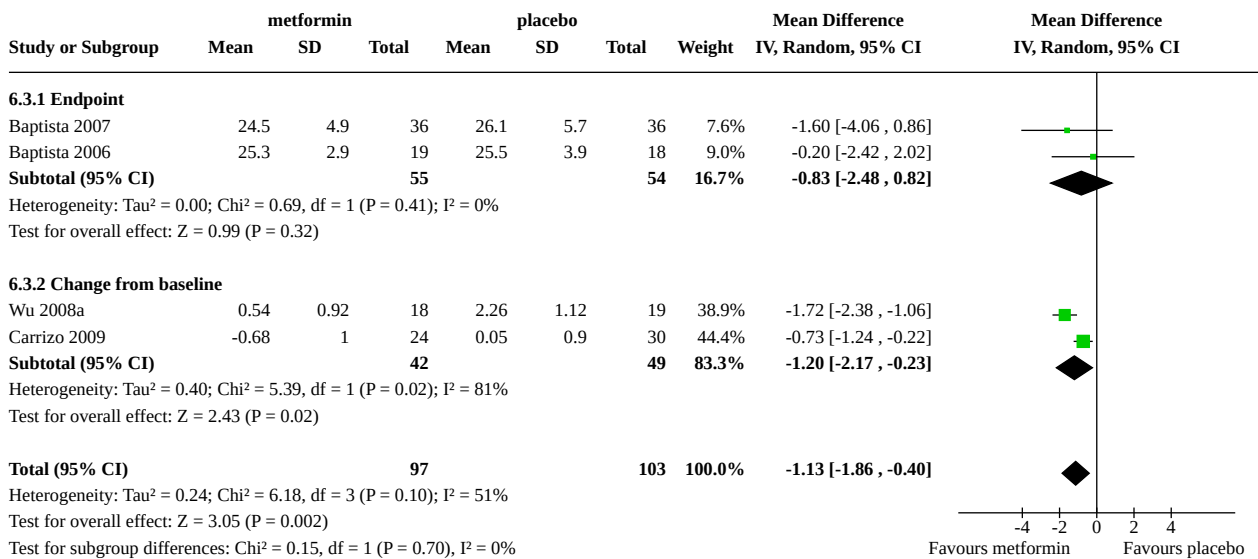 metformin placebo Mean Difference Mean Difference
Study or Subgroup Mean SD Total Mean SD Total Weight IV, Random, 95% CI IV, Random, 95% CI
6.3.1 Endpoint
Baptista 2007 24.5 4.9 36 26.1 5.7 36 7.6% -1.60 [-4.06 , 0.86]
Baptista 2006 25.3 2.9 19 25.5 3.9 18 9.0% -0.20 [-2.42 , 2.02]
Subtotal (95% CI) 55 54 16.7% -0.83 [-2.48 , 0.82]
Heterogeneity: Tau² = 0.00; Chi² = 0.69, df = 1 (P = 0.41); I² = 0%
Test for overall effect: Z = 0.99 (P = 0.32)
6.3.2 Change from baseline
Wu 2008a 0.54 0.92 18 2.26 1.12 19 38.9% -1.72 [-2.38 , -1.06]
Carrizo 2009 -0.68 1 24 0.05 0.9 30 44.4% -0.73 [-1.24 , -0.22]
Subtotal (95% CI) 42 49 83.3% -1.20 [-2.17 , -0.23]
Heterogeneity: Tau² = 0.40; Chi² = 5.39, df = 1 (P = 0.02); I² = 81%
Test for overall effect: Z = 2.43 (P = 0.02)
Total (95% CI) 97 103 100.0% -1.13 [-1.86 , -0.40]
Heterogeneity: Tau² = 0.24; Chi² = 6.18, df = 3 (P = 0.10); I² = 51%
Test for overall effect: Z = 3.05 (P = 0.002)
-4 -2 0 2 4
Test for subgroup differences: Chi² = 0.15, df = 1 (P = 0.70), I² = 0%
Favours metformin Favours placebo